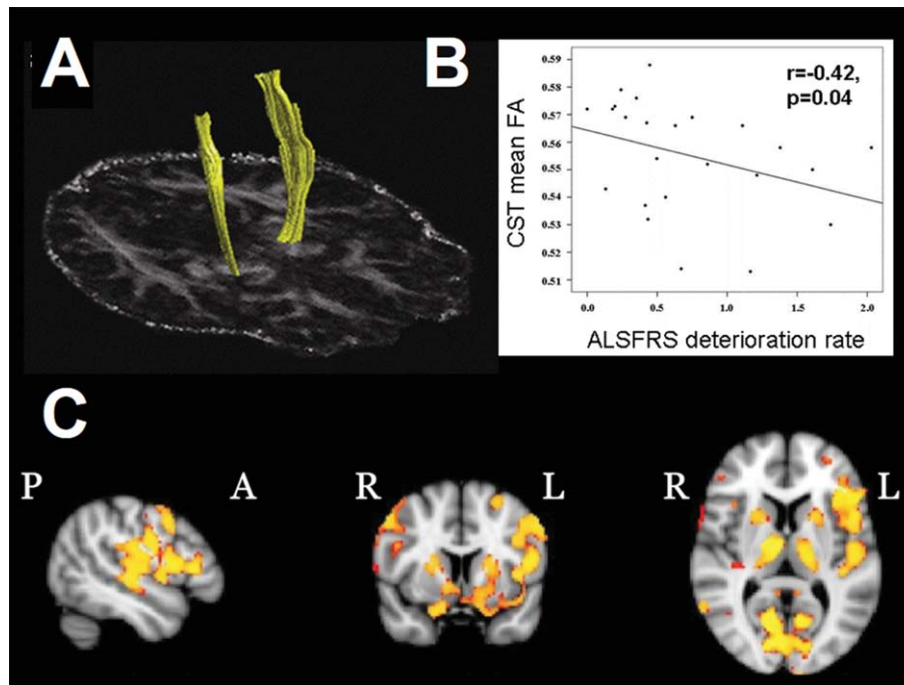 A
B
r=-0.42,
p=0.04
CST mean FA
0.59
0.58
0.57
0.56
0.55
0.54
0.53
0.52
0.51
0.0
0.5
1.0
1.5
2.0
ALSFRS deterioration rate
C
P
A
R
L
R
L